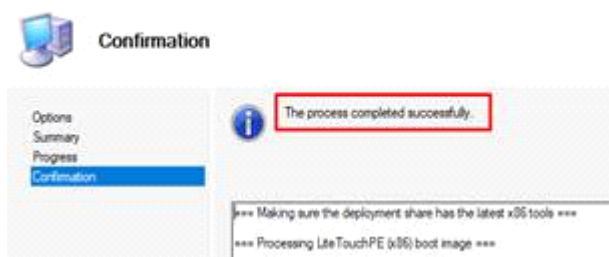 Confirmation
Options
Summary
Progress
Confirmation
The process completed successfully.
=== Making sure the deployment share has the latest x86 tools ===
=== Processing LiteTouchPE (x86) boot image ===